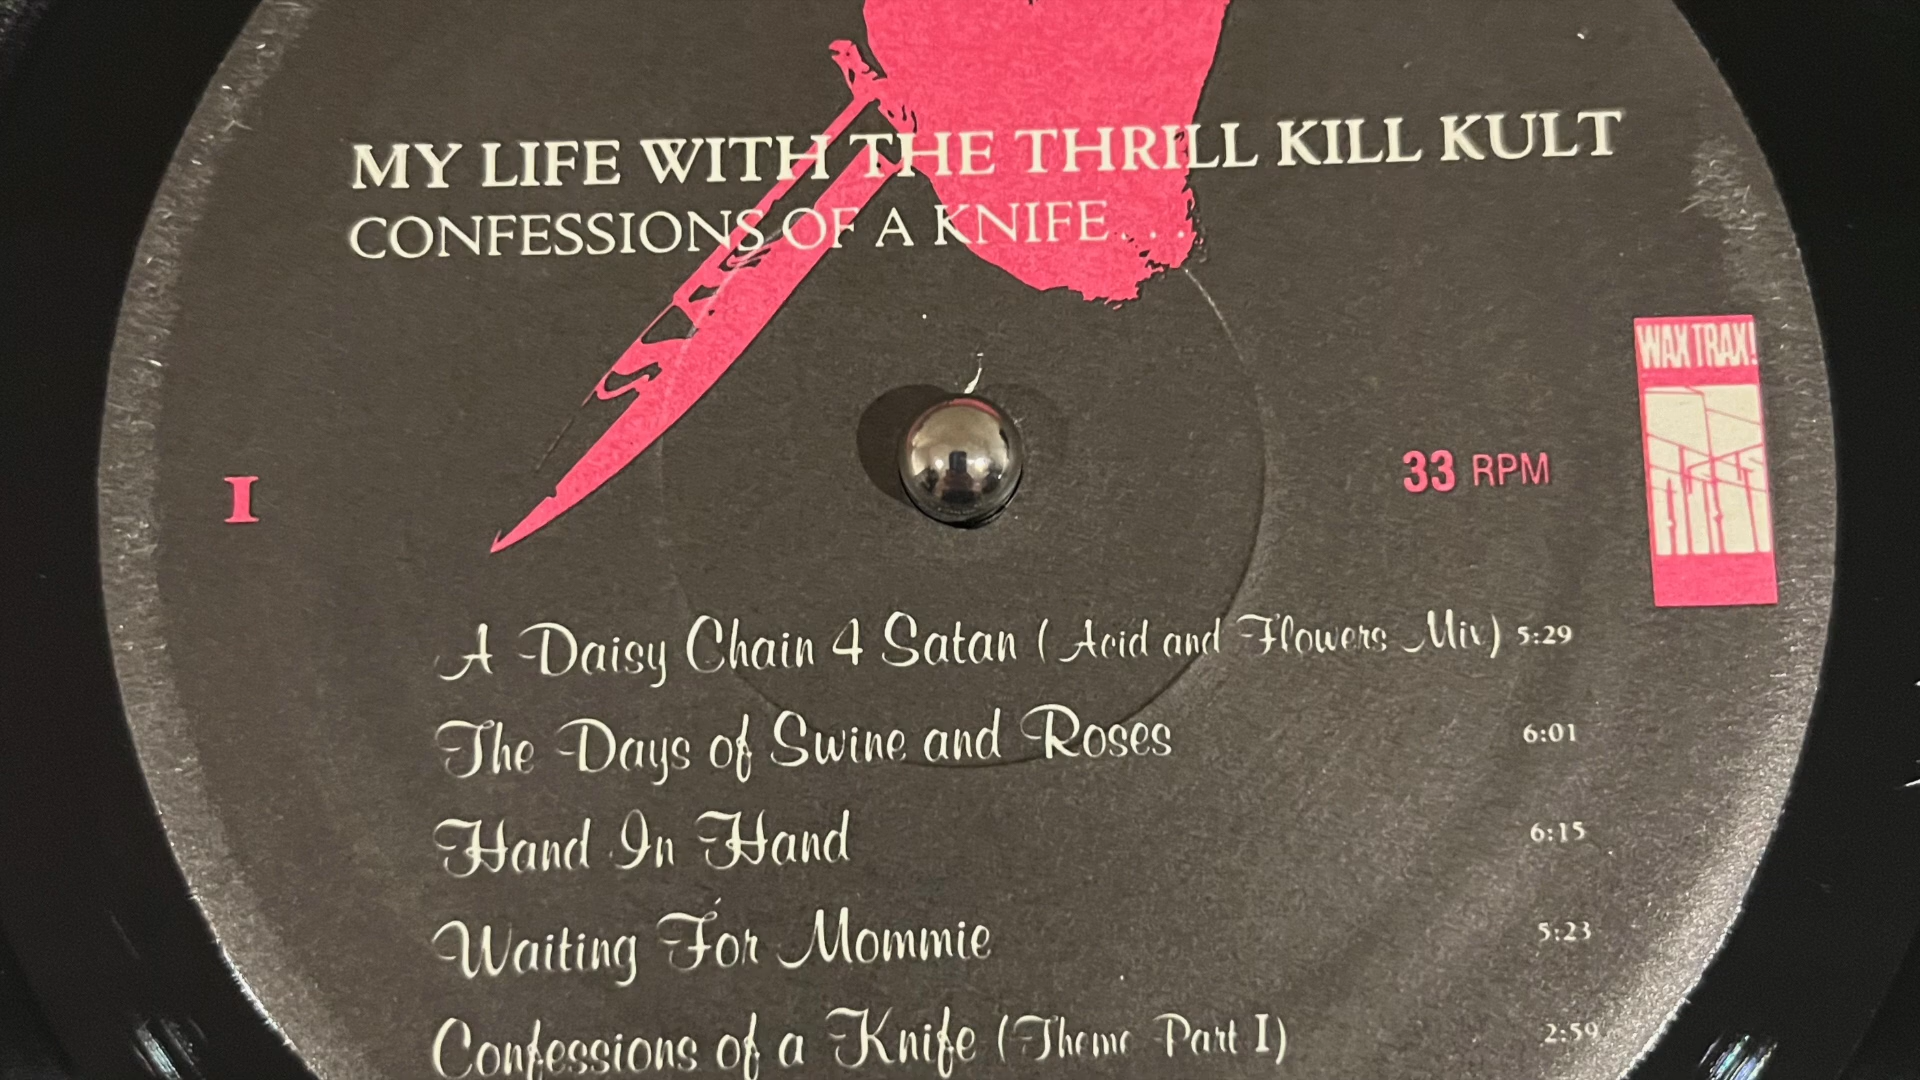 MY LIFE WITH THE THRILL KILL KULT
CONFESSIONS OF A KNIFE...
WAX TRAX!
I
33 RPM
A Daisy Chain 4 Satan (Acid and Flowers Mix) 5:29
The Days of Swine and Roses 6:01
Hand In Hand 6:15
Waiting For Mommie 5:23
Confessions of a Knife (Theme Part I) 2:59